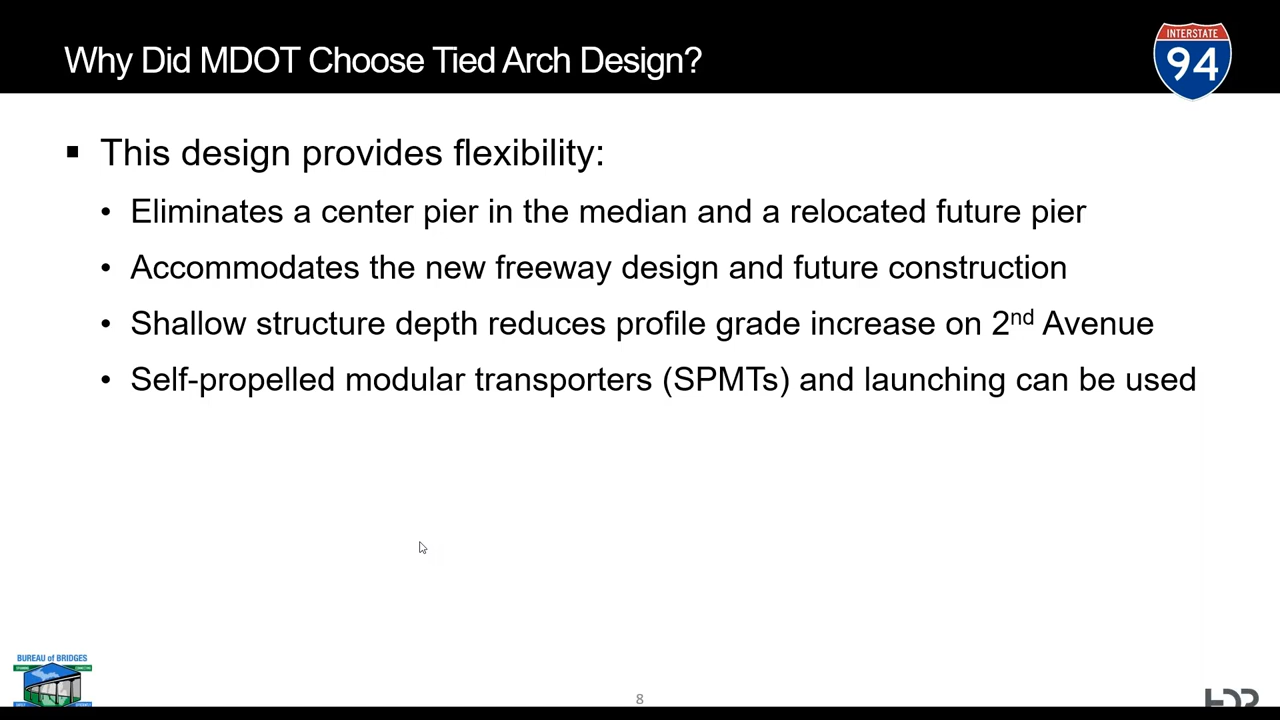 Why Did MDOT Choose Tied Arch Design?
INTERSTATE
94
▪ This design provides flexibility:
• Eliminates a center pier in the median and a relocated future pier
• Accommodates the new freeway design and future construction
• Shallow structure depth reduces profile grade increase on 2nd Avenue
• Self-propelled modular transporters (SPMTs) and launching can be used
BUREAU of BRIDGES
8
HDR